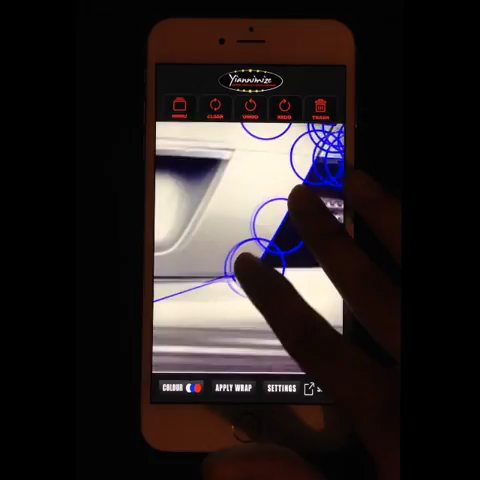 Yiannimize
MENU CLEAR UNDO REDO TRASH
COLOUR APPLY WRAP SETTINGS